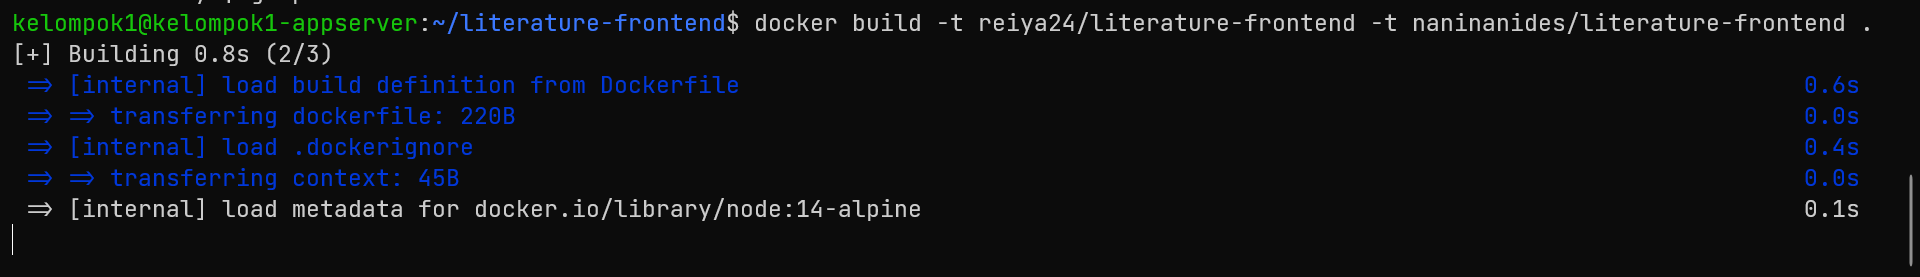 kelompok1@kelompok1-appserver:~/literature-frontend$ docker build -t reiya24/literature-frontend -t naninanides/literature-frontend .
[+] Building 0.8s (2/3)
=> [internal] load build definition from Dockerfile 0.6s
=> => transferring dockerfile: 220B 0.0s
=> [internal] load .dockerignore 0.4s
=> => transferring context: 45B 0.0s
=> [internal] load metadata for docker.io/library/node:14-alpine 0.1s